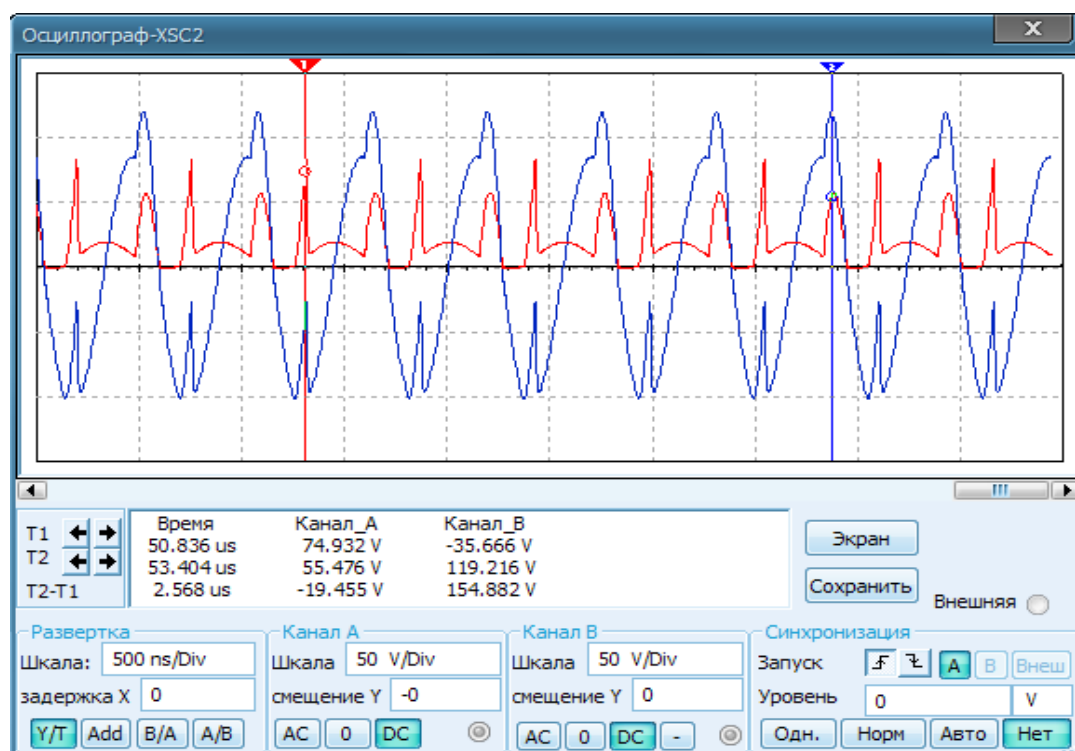 Осциллограф-XSC2
X
1
2
Время Канал_A Канал_B
T1 50.836 us 74.932 V -35.666 V
T2 53.404 us 55.476 V 119.216 V
T2-T1 2.568 us -19.455 V 154.882 V
Экран
Сохранить
Внешняя
Развертка
Шкала: 500 ns/Div
задержка X 0
Y/T Add B/A A/B
Канал A
Шкала 50 V/Div
смещение Y -0
AC 0 DC
Канал B
Шкала 50 V/Div
смещение Y 0
AC 0 DC -
Синхронизация
Запуск A B Внеш
Уровень 0 V
Одн. Норм Авто Нет